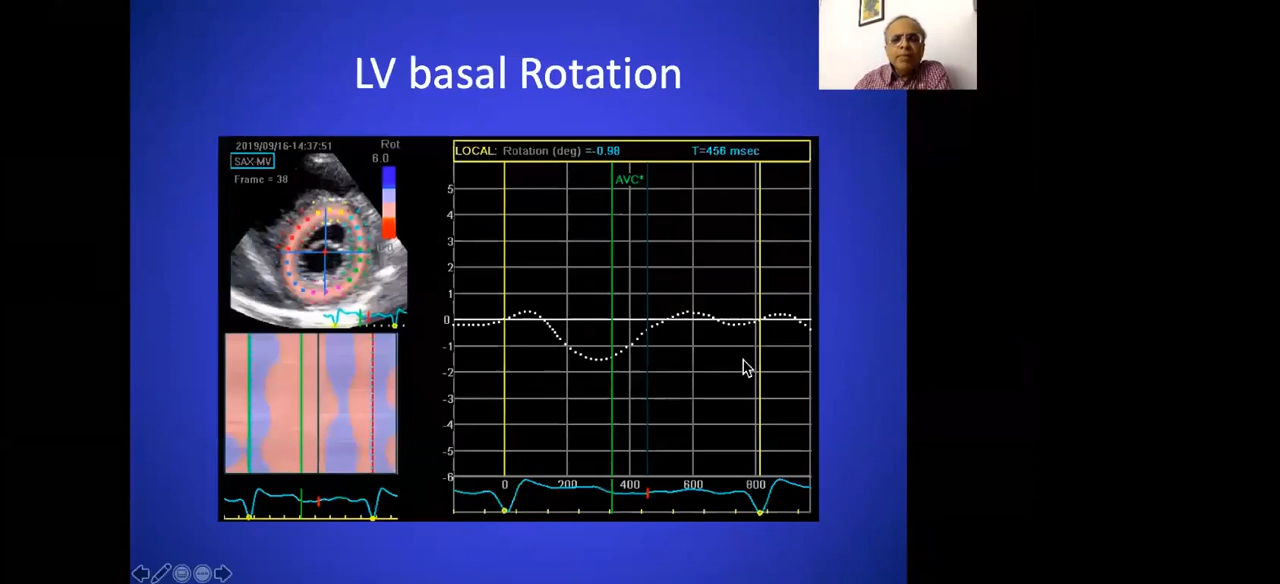 LV basal Rotation
2019/09/16-14:37:51
Rot
6.0
SAX-MV
Frame = 38
LOCAL: Rotation (deg) =-0.98 T=456 msec
AVC*
5
4
3
2
1
0
-1
-2
-3
-4
-5
-6
0 200 400 600 800